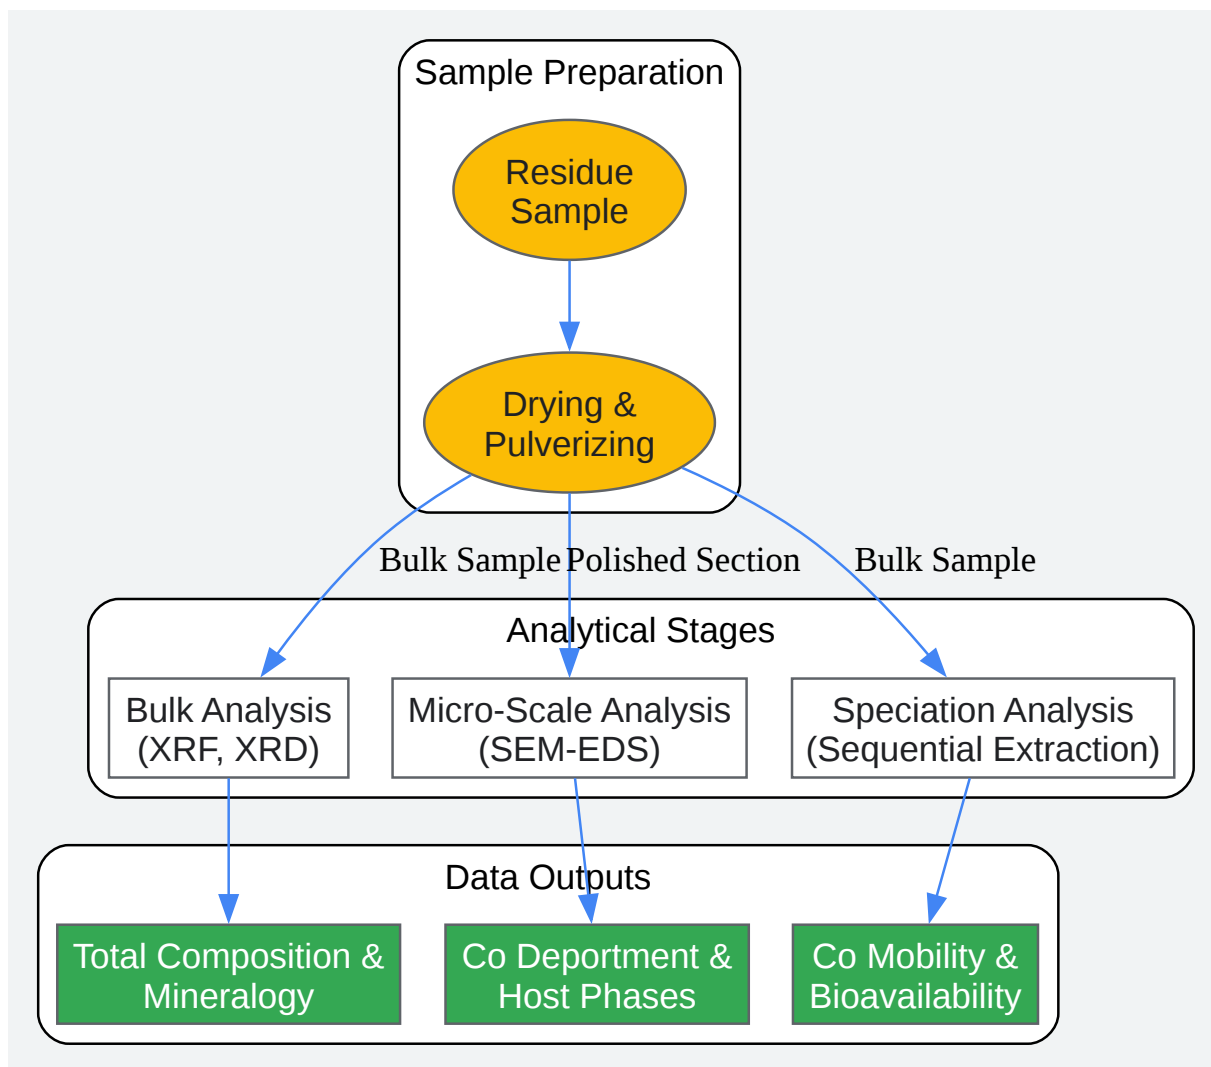 Sample Preparation
Residue
Sample
Drying &
Pulverizing
Bulk Sample
Polished Section
Bulk Sample
Analytical Stages
Bulk Analysis
(XRF, XRD)
Micro-Scale Analysis
(SEM-EDS)
Speciation Analysis
(Sequential Extraction)
Data Outputs
Total Composition &
Mineralogy
Co Deportment &
Host Phases
Co Mobility &
Bioavailability